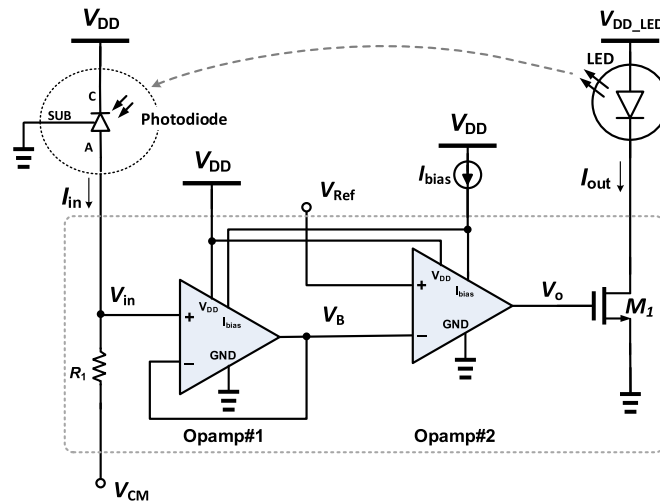 VDD
VDD_LED
LED
C
SUB
Photodiode
A
VDD
Iin
VDD
VRef
Ibias
Iout
Vin
+
VDD
Ibias
GND
−
VB
+
VDD
Ibias
GND
−
Vo
M1
R1
Opamp#1
Opamp#2
VCM